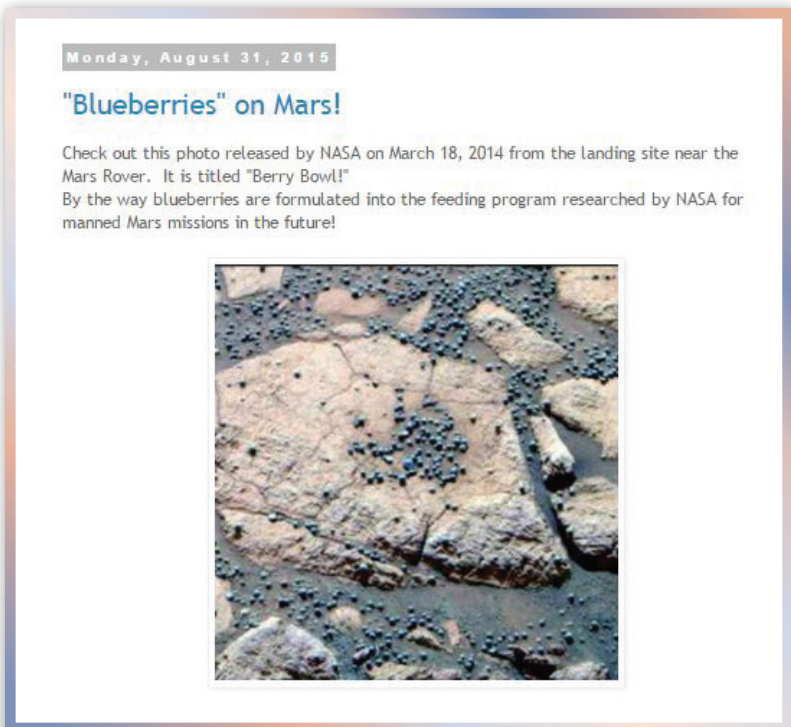 Monday, August 31, 2015
"Blueberries" on Mars!
Check out this photo released by NASA on March 18, 2014 from the landing site near the
Mars Rover.  It is titled "Berry Bowl!"
By the way blueberries are formulated into the feeding program researched by NASA for
manned Mars missions in the future!